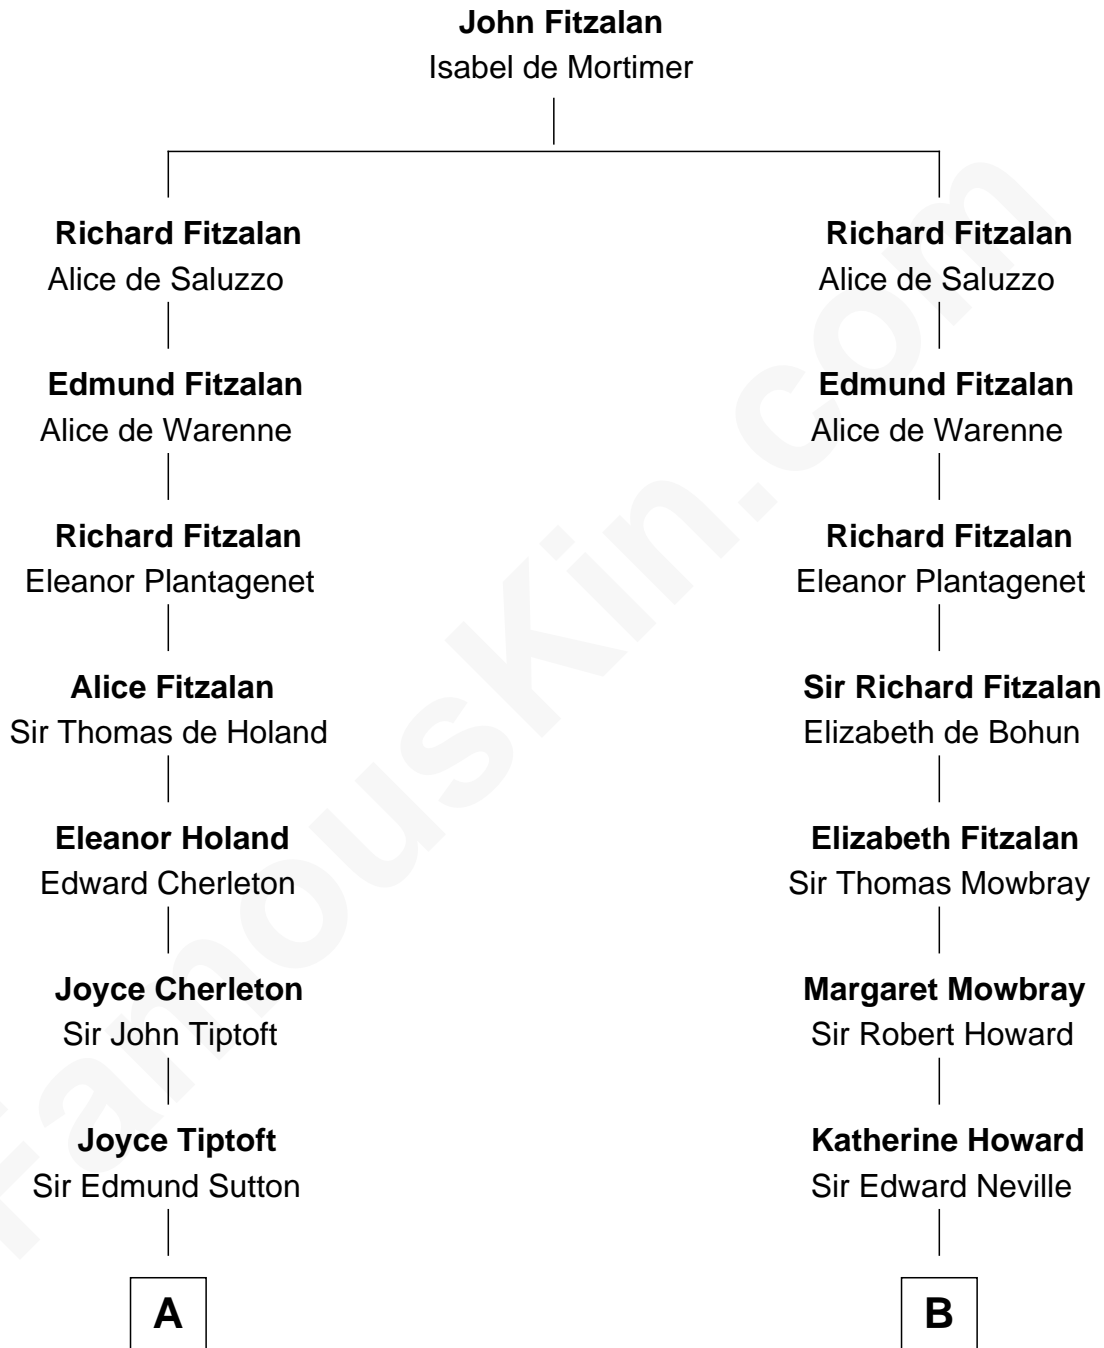 John Fitzalan
Isabel de Mortimer
Richard Fitzalan
Alice de Saluzzo
Edmund Fitzalan
Alice de Warenne
Richard Fitzalan
Eleanor Plantagenet
Alice Fitzalan
Sir Thomas de Holand
Eleanor Holand
Edward Cherleton
Joyce Cherleton
Sir John Tiptoft
Joyce Tiptoft
Sir Edmund Sutton
A
Richard Fitzalan
Alice de Saluzzo
Edmund Fitzalan
Alice de Warenne
Richard Fitzalan
Eleanor Plantagenet
Sir Richard Fitzalan
Elizabeth de Bohun
Elizabeth Fitzalan
Sir Thomas Mowbray
Margaret Mowbray
Sir Robert Howard
Katherine Howard
Sir Edward Neville
B
FamousKin.com